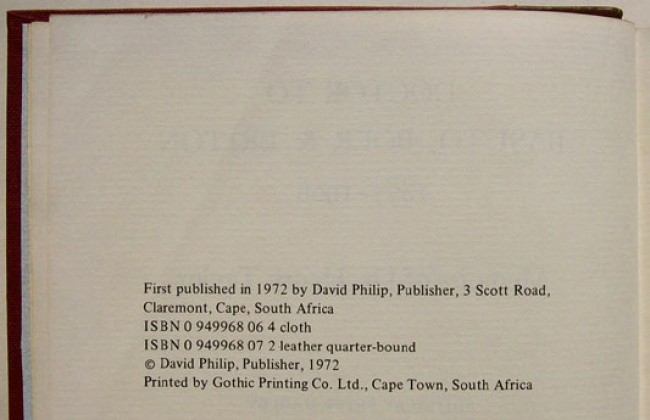 First published in 1972 by David Philip, Publisher, 3 Scott Road,
Claremont, Cape, South Africa
ISBN 0 949968 06 4 cloth
ISBN 0 949968 07 2 leather quarter-bound
© David Philip, Publisher, 1972
Printed by Gothic Printing Co. Ltd., Cape Town, South Africa